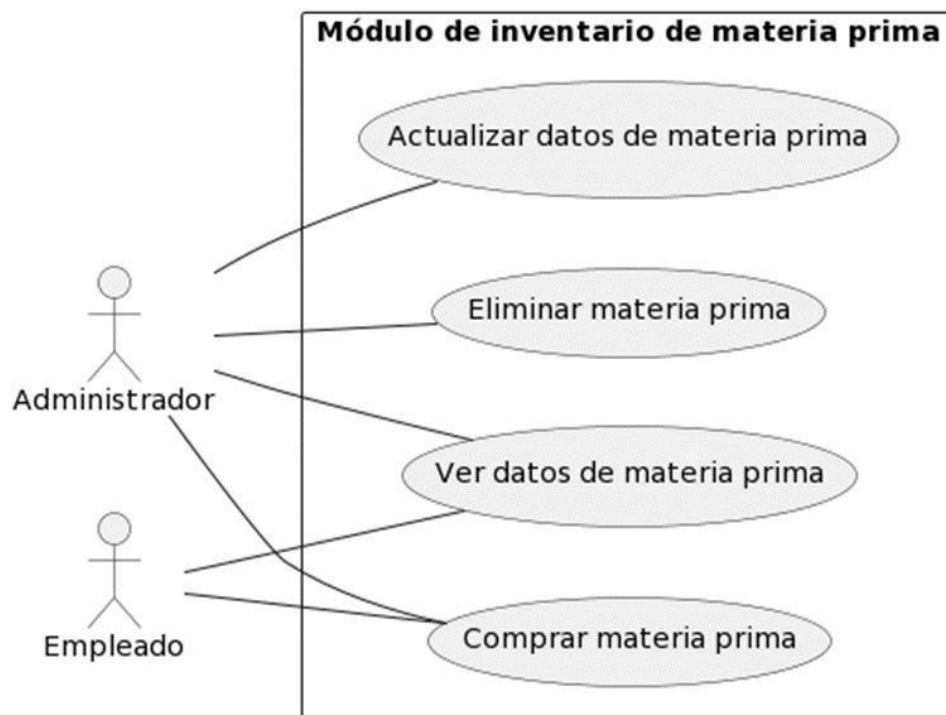 Módulo de inventario de materia prima
Actualizar datos de materia prima
Eliminar materia prima
Administrador
Ver datos de materia prima
Empleado
Comprar materia prima